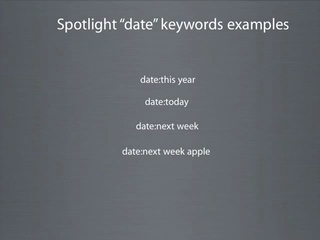 Spotlight “date” keywords examples
date:this year
date:today
date:next week
date:next week apple